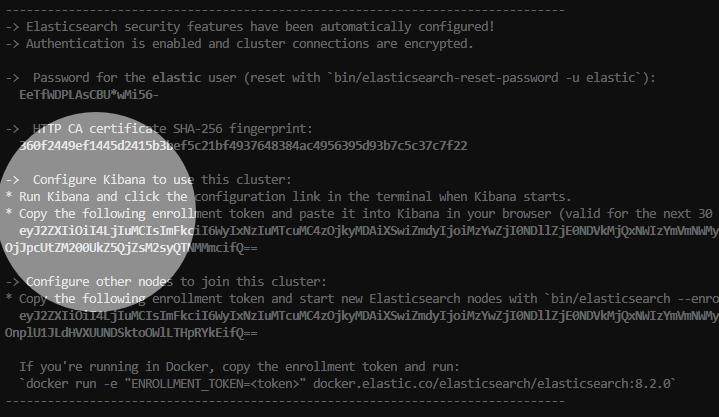 -> Elasticsearch security features have been automatically configured!
-> Authentication is enabled and cluster connections are encrypted.
-> Password for the elastic user (reset with `bin/elasticsearch-reset-password -u elastic`):
EeTfWDPLAsCBU*wMi56-
-> HTTP CA certificate SHA-256 fingerprint:
360f2449ef1445d2415b3bef5c21bf4937648384ac4956395d93b7c5c37c7f22
-> Configure Kibana to use this cluster:
* Run Kibana and click the configuration link in the terminal when Kibana starts.
* Copy the following enrollment token and paste it into Kibana in your browser (valid for the next 30
eyJ2ZXIiOiI4LjIuMCIsImFkciI6WyIxNzIuMTcuMC4zOjkyMDAiXSwiZmdyIjoiMzYwZjI0NDllZjE0NDVkMjQxNWIzYmVmNWMy
OjJpcUtZM200UkZ5QjZsM2syQTNMMmcifQ==
-> Configure other nodes to join this cluster:
* Copy the following enrollment token and start new Elasticsearch nodes with `bin/elasticsearch --enro
eyJ2ZXIiOiI4LjIuMCIsImFkciI6WyIxNzIuMTcuMC4zOjkyMDAiXSwiZmdyIjoiMzYwZjI0NDllZjE0NDVkMjQxNWIzYmVmNWMy
OnplU1JLdHVXUUNDSktoOWlLTHpRYkEifQ==
If you're running in Docker, copy the enrollment token and run:
`docker run -e "ENROLLMENT_TOKEN=<token>" docker.elastic.co/elasticsearch/elasticsearch:8.2.0`